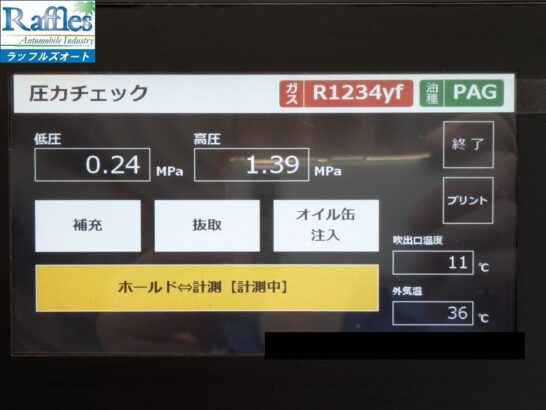 Raffles
Automobile Industry
ラッフルズオート
圧力チェック
ガス R1234yf
油種 PAG
低圧
0.24 MPa
高圧
1.39 MPa
終了
プリント
補充
抜取
オイル缶
注入
吹出口温度
11 ℃
ホールド⇔計測【計測中】
外気温
36 ℃